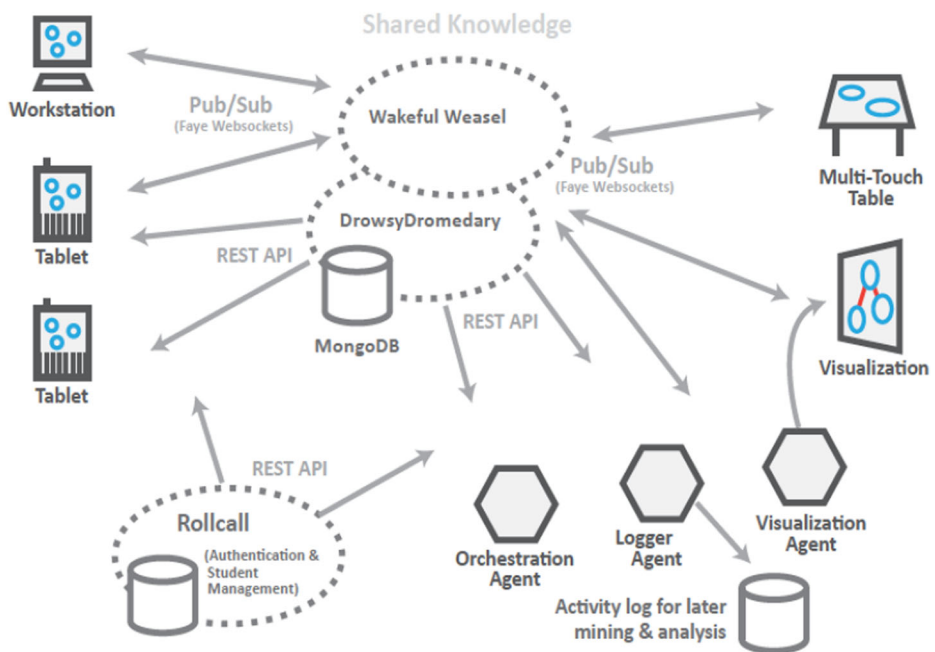 Shared Knowledge
Workstation
Pub/Sub
(Faye Websockets)
Wakeful Weasel
Pub/Sub
(Faye Websockets)
Multi-Touch
Table
Tablet
DrowsyDromedary
REST API
MongoDB
REST API
Tablet
Visualization
REST API
Rollcall
(Authentication &
Student
Management)
Orchestration
Agent
Logger
Agent
Visualization
Agent
Activity log for later
mining & analysis